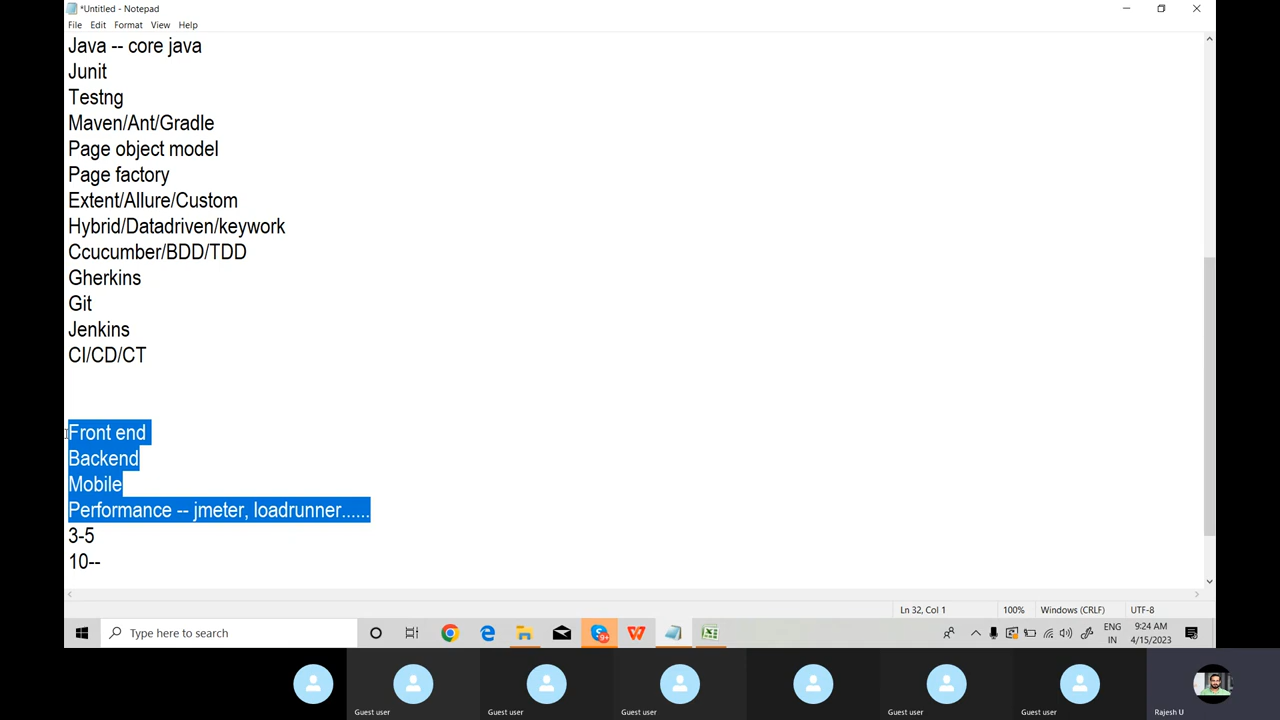 *Untitled - Notepad
File Edit Format View Help
Java -- core java
Junit
Testng
Maven/Ant/Gradle
Page object model
Page factory
Extent/Allure/Custom
Hybrid/Datadriven/keywork
Ccucumber/BDD/TDD
Gherkins
Git
Jenkins
CI/CD/CT
Front end
Backend
Mobile
Performance -- jmeter, loadrunner......
3-5
10--
Ln 32, Col 1 100% Windows (CRLF) UTF-8
Type here to search
ENG
IN
9:24 AM
4/15/2023
Guest user Guest user Guest user Guest user Guest user Rajesh U